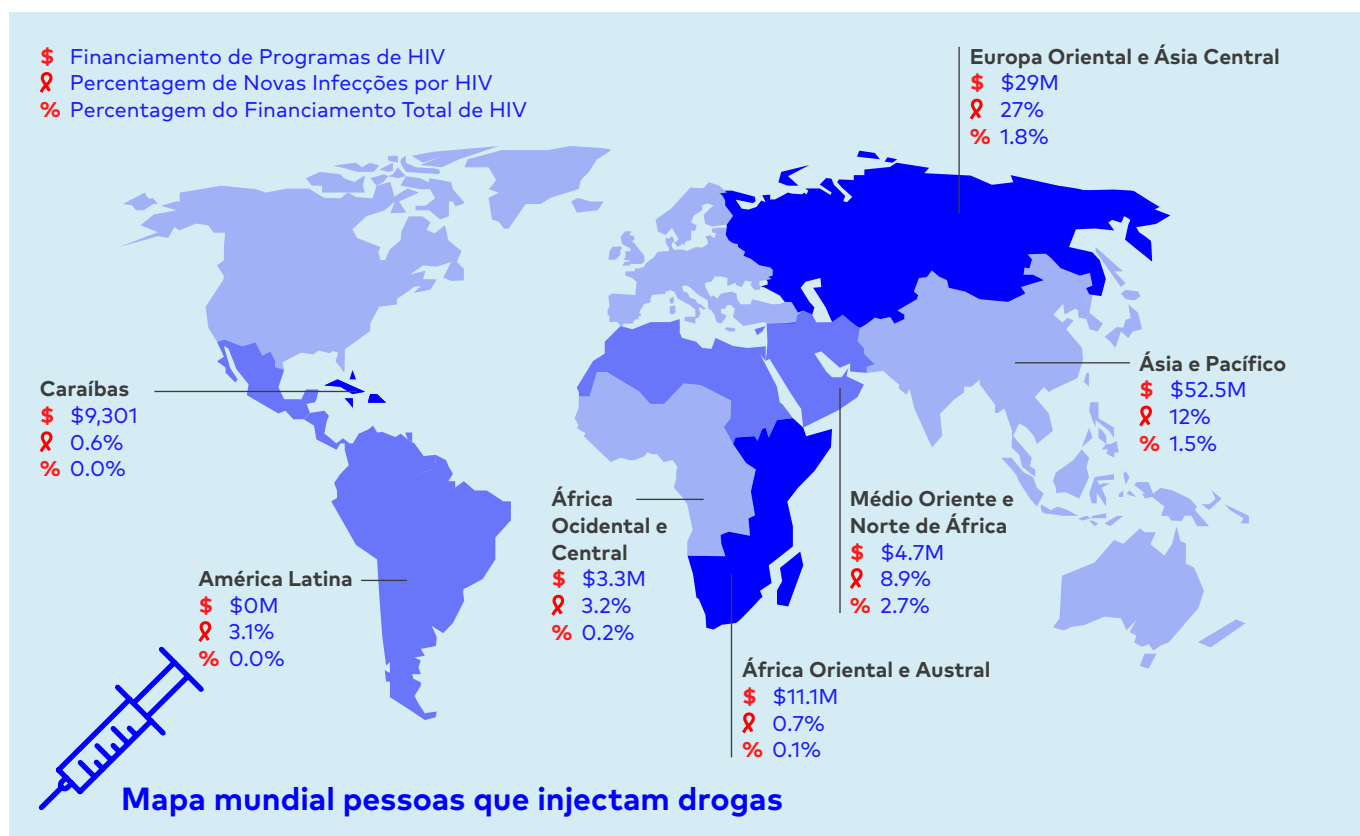 $ Financiamento de Programas de HIV
Percentagem de Novas Infecções por HIV
% Percentagem do Financiamento Total de HIV
Europa Oriental e Ásia Central
$ $29M
27%
% 1.8%
Ásia e Pacífico
$ $52.5M
12%
% 1.5%
Caraíbas
$ $9,301
0.6%
% 0.0%
África
Ocidental e
Central
$ $3.3M
3.2%
% 0.2%
Médio Oriente e
Norte de África
$ $4.7M
8.9%
% 2.7%
América Latina
$ $0M
3.1%
% 0.0%
África Oriental e Austral
$ $11.1M
0.7%
% 0.1%
Mapa mundial pessoas que injectam drogas